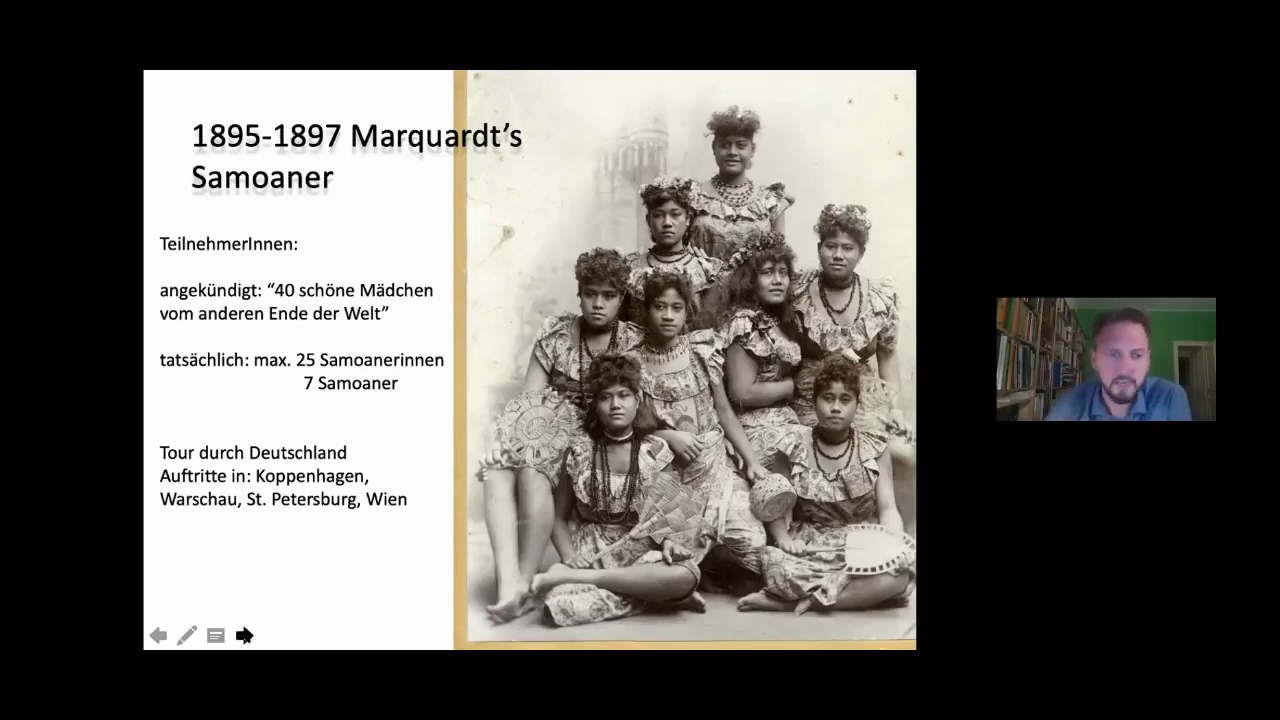 1895-1897 Marquardt’s
Samoaner
TeilnehmerInnen:
angekündigt: “40 schöne Mädchen
vom anderen Ende der Welt”
tatsächlich: max. 25 Samoanerinnen
7 Samoaner
Tour durch Deutschland
Auftritte in: Koppenhagen,
Warschau, St. Petersburg, Wien